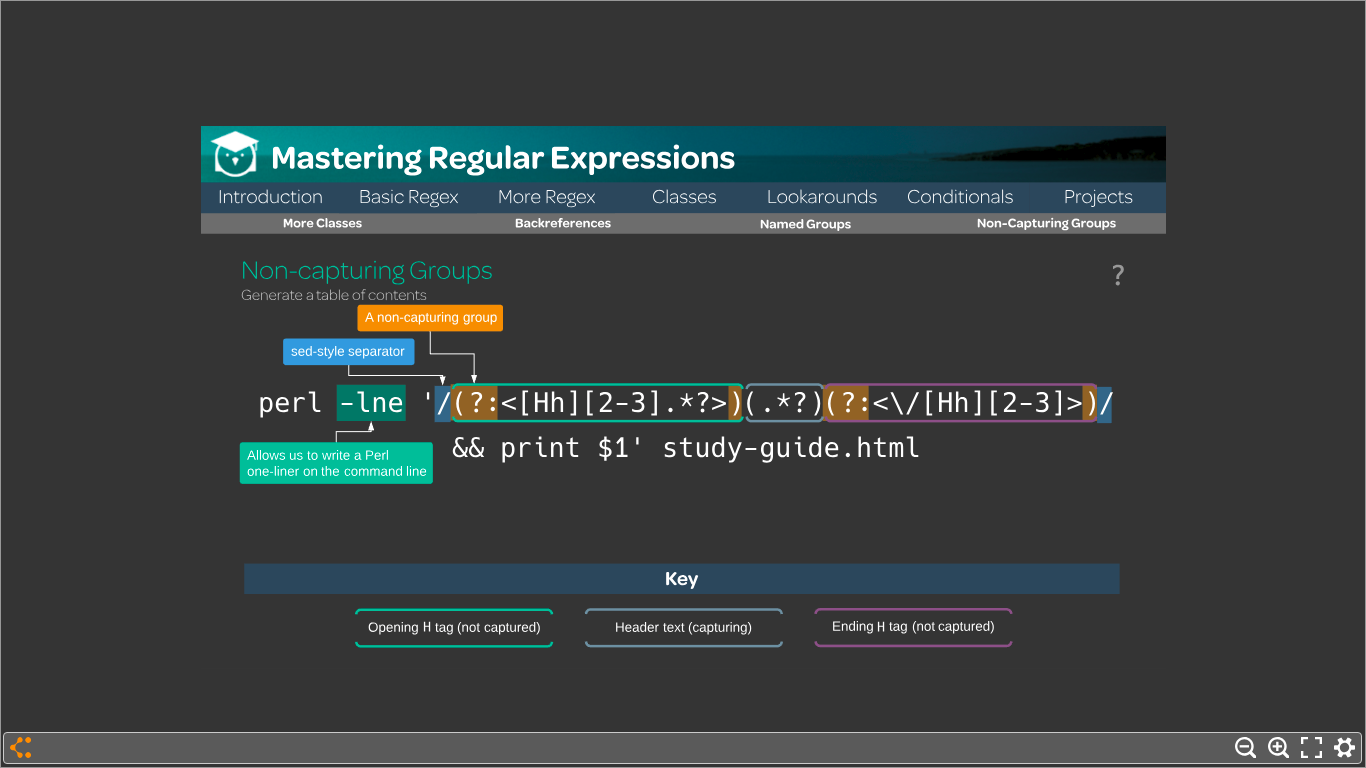 Mastering Regular Expressions
Introduction Basic Regex More Regex Classes Lookarounds Conditionals Projects
More Classes Backreferences Named Groups Non-Capturing Groups
Non-capturing Groups
?
Generate a table of contents
A non-capturing group
sed-style separator
perl -lne '/(?:<[Hh][2-3].*?>)(.*?)(?:<\/[Hh][2-3]>)/
&& print $1' study-guide.html
Allows us to write a Perl
one-liner on the command line
Key
Opening H tag (not captured) Header text (capturing) Ending H tag (not captured)